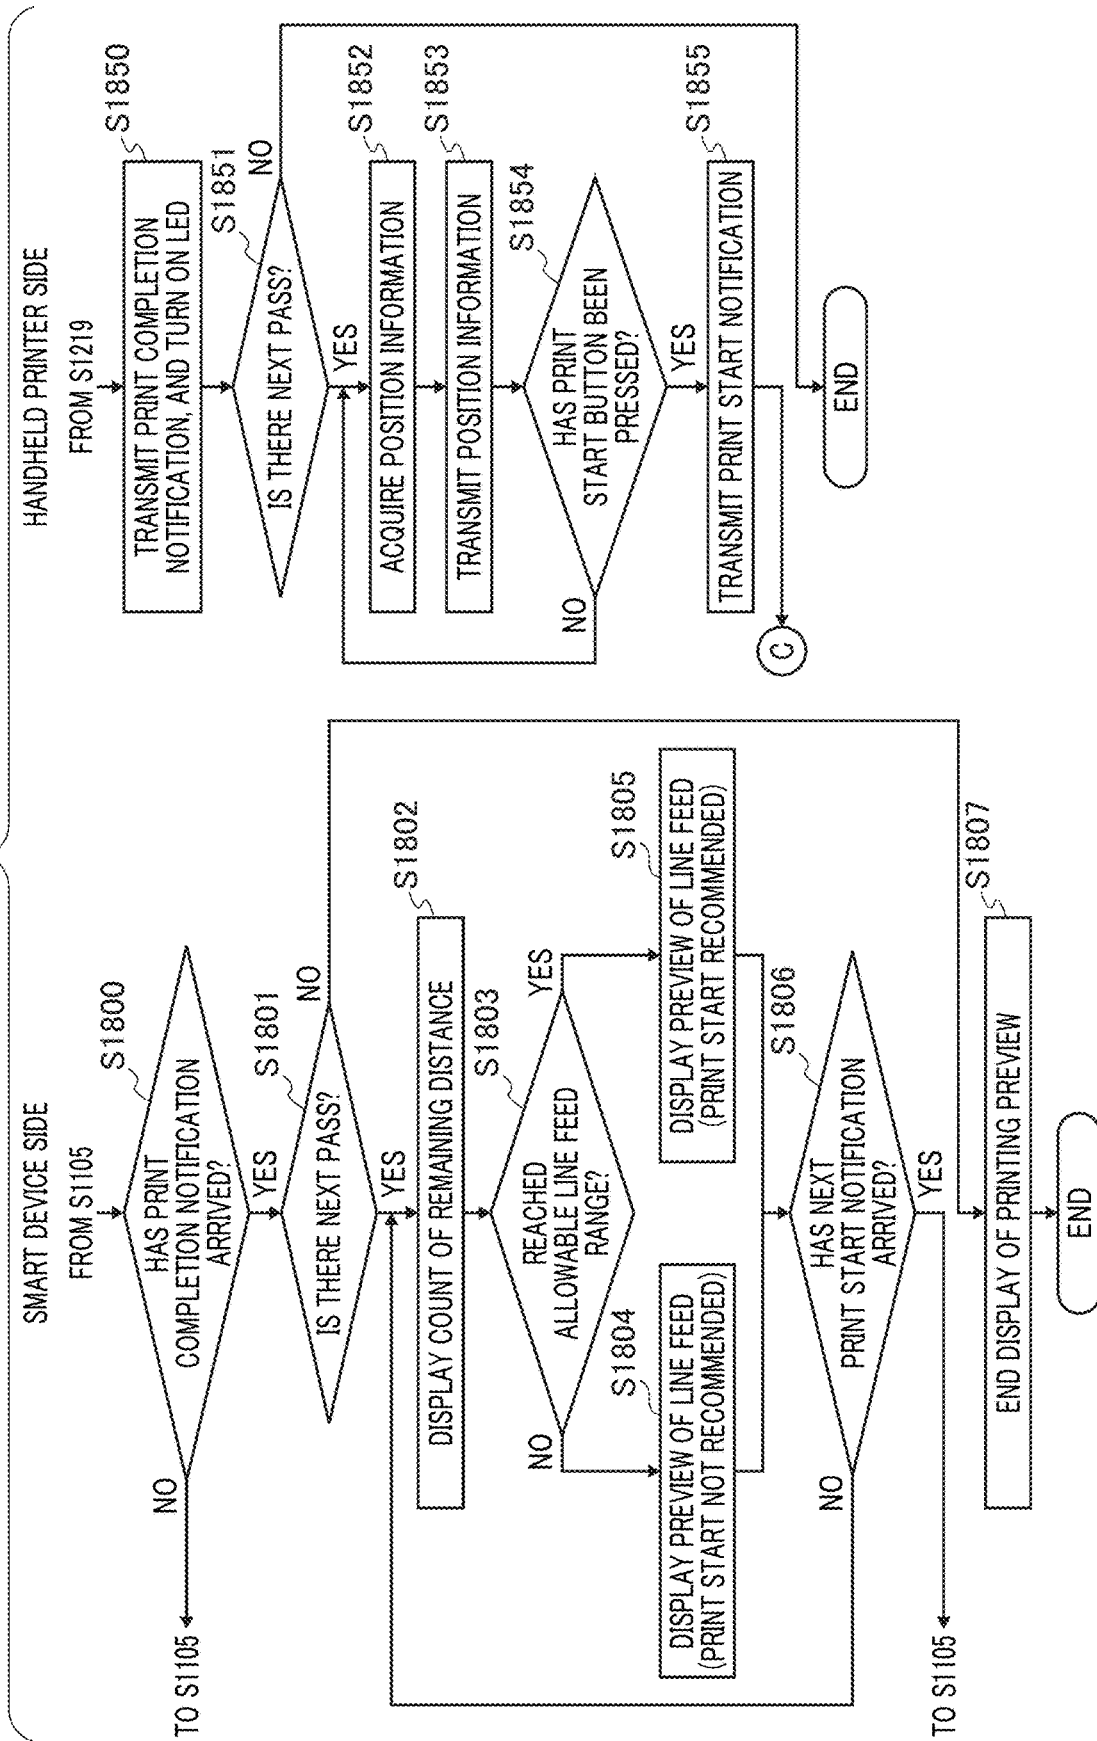 SMART DEVICE SIDE
FROM S1105
S1800
HAS PRINT
COMPLETION NOTIFICATION
ARRIVED?
NO
TO S1105
YES
S1801
IS THERE NEXT PASS?
NO
YES
S1802
DISPLAY COUNT OF REMAINING DISTANCE
S1803
REACHED
ALLOWABLE LINE FEED
RANGE?
NO
YES
S1804
DISPLAY PREVIEW OF LINE FEED
(PRINT START NOT RECOMMENDED)
S1805
DISPLAY PREVIEW OF LINE FEED
(PRINT START RECOMMENDED)
S1806
HAS NEXT
PRINT START NOTIFICATION
ARRIVED?
NO
YES
TO S1105
S1807
END DISPLAY OF PRINTING PREVIEW
END
HANDHELD PRINTER SIDE
FROM S1219
S1850
TRANSMIT PRINT COMPLETION
NOTIFICATION, AND TURN ON LED
S1851
IS THERE NEXT PASS?
NO
YES
S1852
ACQUIRE POSITION INFORMATION
S1853
TRANSMIT POSITION INFORMATION
S1854
HAS PRINT
START BUTTON BEEN
PRESSED?
NO
YES
S1855
TRANSMIT PRINT START NOTIFICATION
C
END